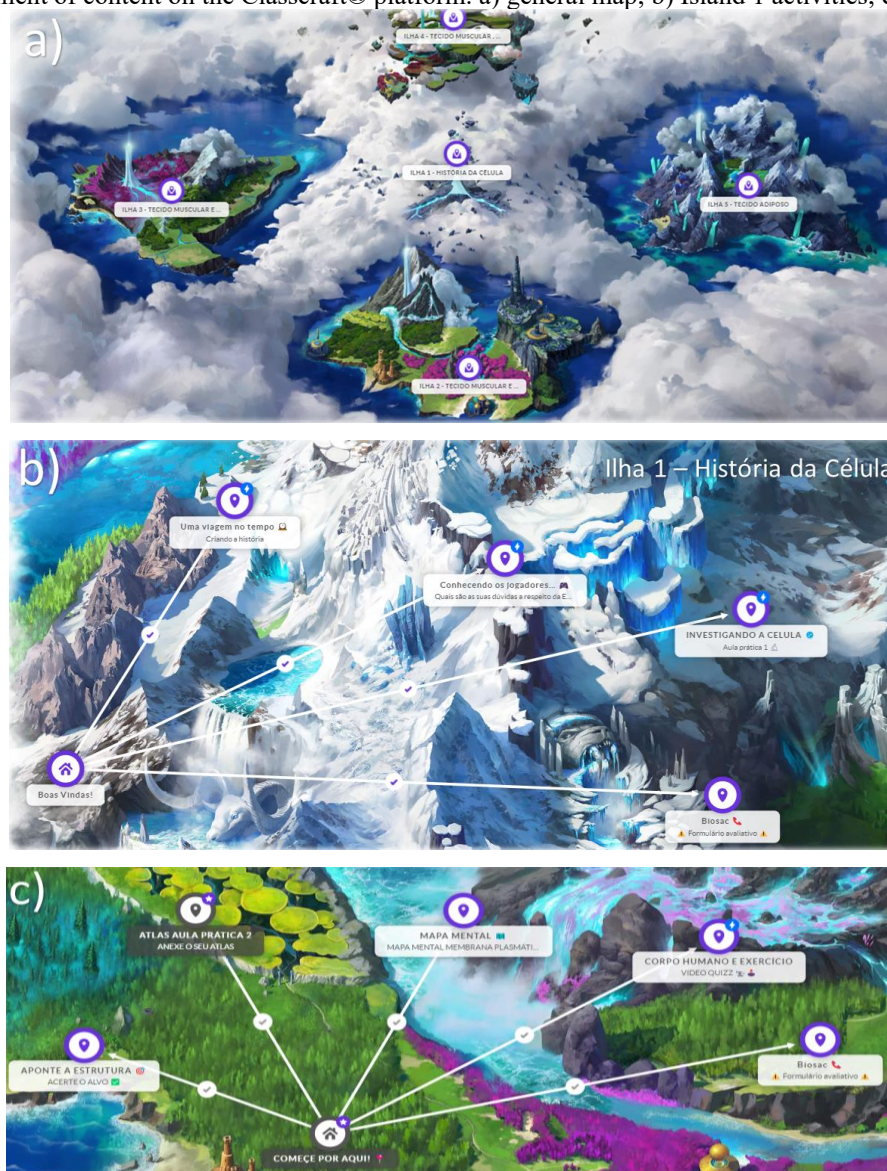 ment of content on the Classcraft® platform. a) general map; b) Island 1 activities;
a)
ILHA 4 - TECIDO MUSCULAR ...
ILHA 1 - HISTÓRIA DA CÉLULA
ILHA 3 - TECIDO MUSCULAR E ...
ILHA 5 - TECIDO ADIPOSO
ILHA 2 - TECIDO MUSCULAR E ...
b)
Ilha 1 – História da Célula
Uma viagem no tempo
Criando a história
Conhecendo os jogadores...
Quais são as suas dúvidas a respeito da E...
INVESTIGANDO A CELULA
Aula prática 1
Boas Vindas!
Biosac
Formulário avaliativo
c)
ATLAS AULA PRÁTICA 2
ANEXE O SEU ATLAS
MAPA MENTAL
MAPA MENTAL MEMBRANA PLASMATI...
CORPO HUMANO E EXERCÍCIO
VIDEO QUIZZ
APONTE A ESTRUTURA
ACERTE O ALVO
Biosac
Formulário avaliativo
COMEÇE POR AQUI!